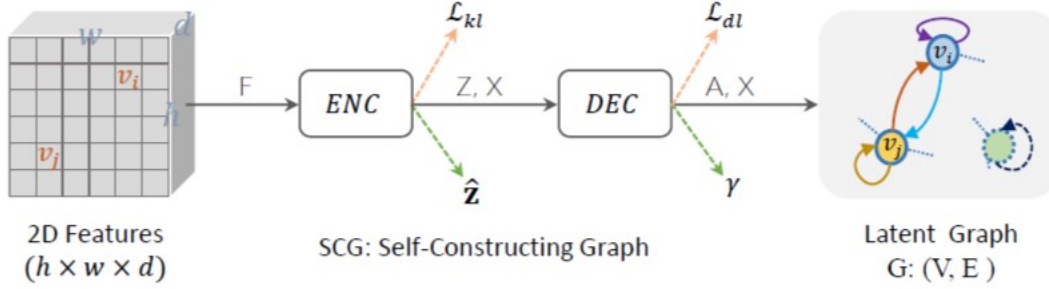 w
d
h
v_i
v_j
F
ENC
ℒ_kl
Z, X
ẑ
DEC
ℒ_dl
A, X
γ
v_i
v_j
2D Features
(h × w × d)
SCG: Self-Constructing Graph
Latent Graph
G: (V, E )